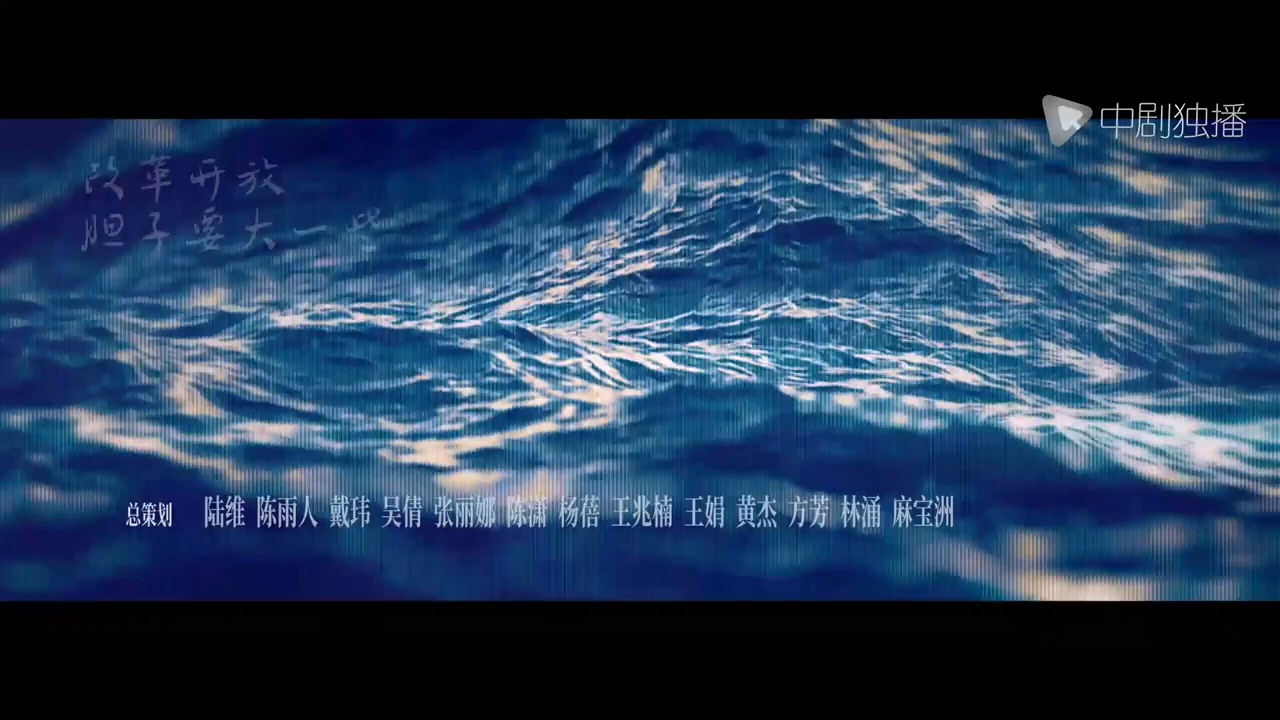 中剧独播
改革开放
胆子要大一些
总策划 陆维 陈雨人 戴玮 吴倩 张丽娜 陈潇 杨蓓 王兆楠 王娟 黄杰 方芳 林涌 麻宝洲